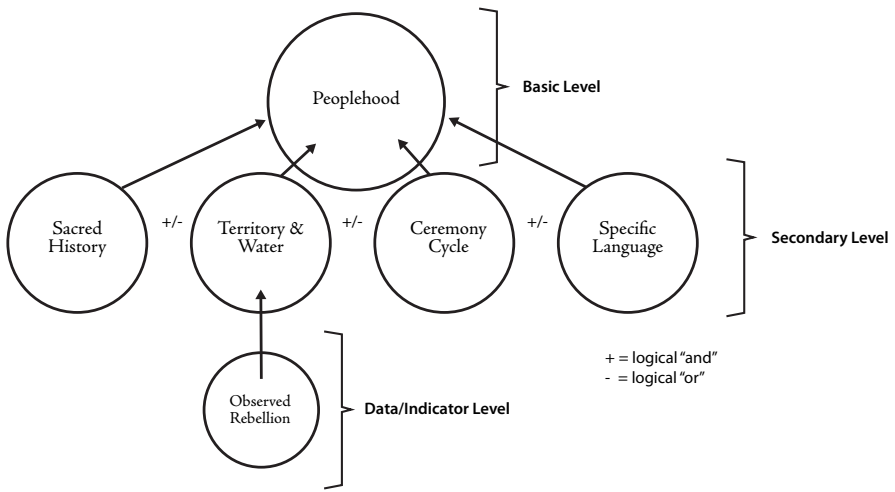 Peoplehood
Basic Level
Sacred
History
+/-
Territory &
Water
+/-
Ceremony
Cycle
+/-
Specific
Language
Secondary Level
+ = logical “and”
- = logical “or”
Observed
Rebellion
Data/Indicator Level